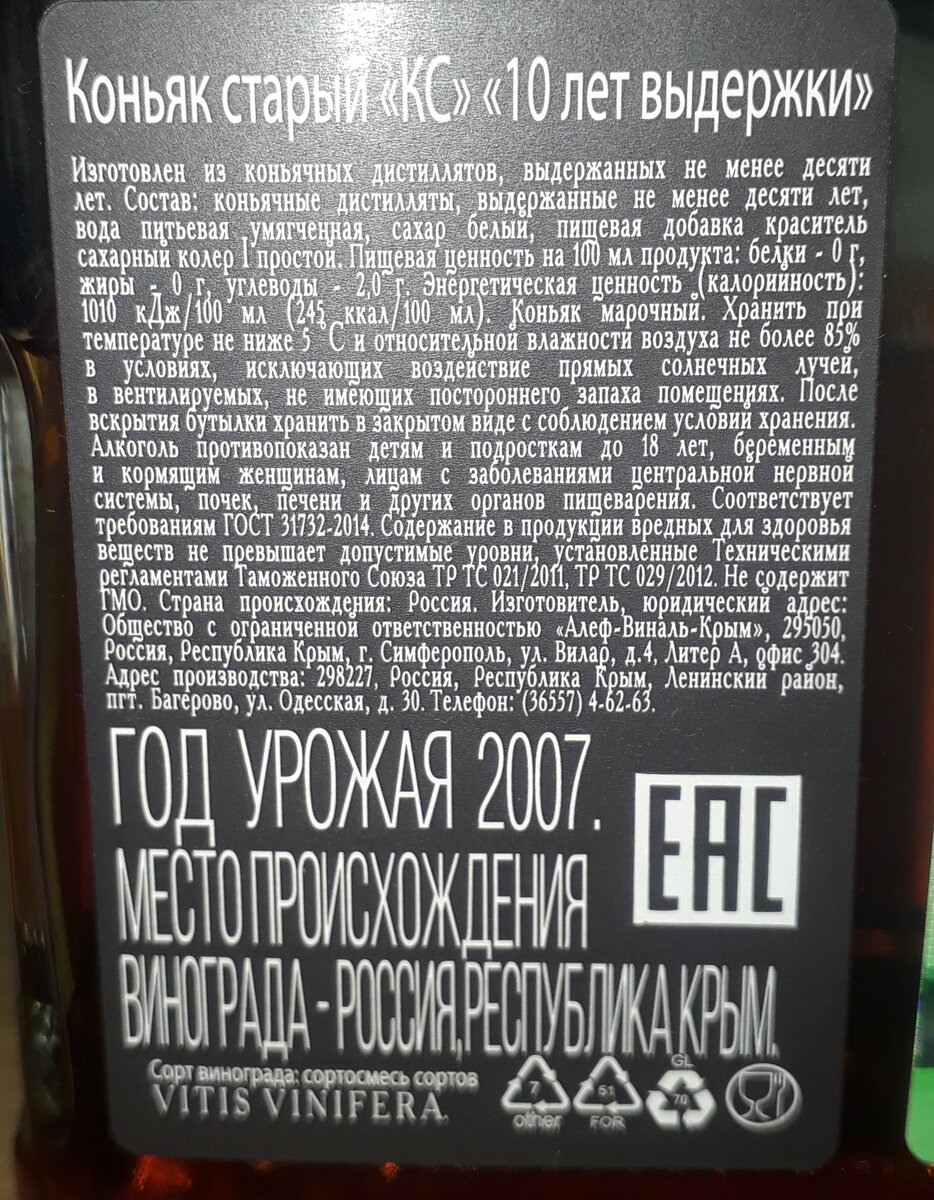 Коньяк старый «КС» «10 лет выдержки»
Изготовлен из коньячных дистиллятов, выдержанных не менее десяти
лет. Состав: коньячные дистилляты, выдержанные не менее десяти лет,
вода питьевая умягченная, сахар белый, пищевая добавка краситель
сахарный колер I простой. Пищевая ценность на 100 мл продукта: белки - 0 г,
жиры - 0 г, углеводы - 2,0 г. Энергетическая ценность (калорийность):
1010 кДж/100 мл (245 ккал/100 мл). Коньяк марочный. Хранить при
температуре не ниже 5 °С и относительной влажности воздуха не более 85%
в условиях, исключающих воздействие прямых солнечных лучей,
в вентилируемых, не имеющих постороннего запаха помещениях. После
вскрытия бутылки хранить в закрытом виде с соблюдением условий хранения.
Алкоголь противопоказан детям и подросткам до 18 лет, беременным
и кормящим женщинам, лицам с заболеваниями центральной нервной
системы, почек, печени и других органов пищеварения. Соответствует
требованиям ГОСТ 31732-2014. Содержание в продукции вредных для здоровья
веществ не превышает допустимые уровни, установленные Техническими
регламентами Таможенного Союза ТР ТС 021/2011, ТР ТС 029/2012. Не содержит
ГМО. Страна происхождения: Россия. Изготовитель, юридический адрес:
Общество с ограниченной ответственностью «Алеф-Виналь-Крым», 295050,
Россия, Республика Крым, г. Симферополь, ул. Вилар, д.4, Литер А, офис 304.
Адрес производства: 298227, Россия, Республика Крым, Ленинский район,
пгт. Багерово, ул. Одесская, д. 30. Телефон: (36557) 4-62-63.
ГОД УРОЖАЯ 2007.
EAC
МЕСТО ПРОИСХОЖДЕНИЯ
ВИНОГРАДА - РОССИЯ, РЕСПУБЛИКА КРЫМ.
Сорт винограда: сортосмесь сортов
VITIS VINIFERA.
7 other
51 FOR
GL 70